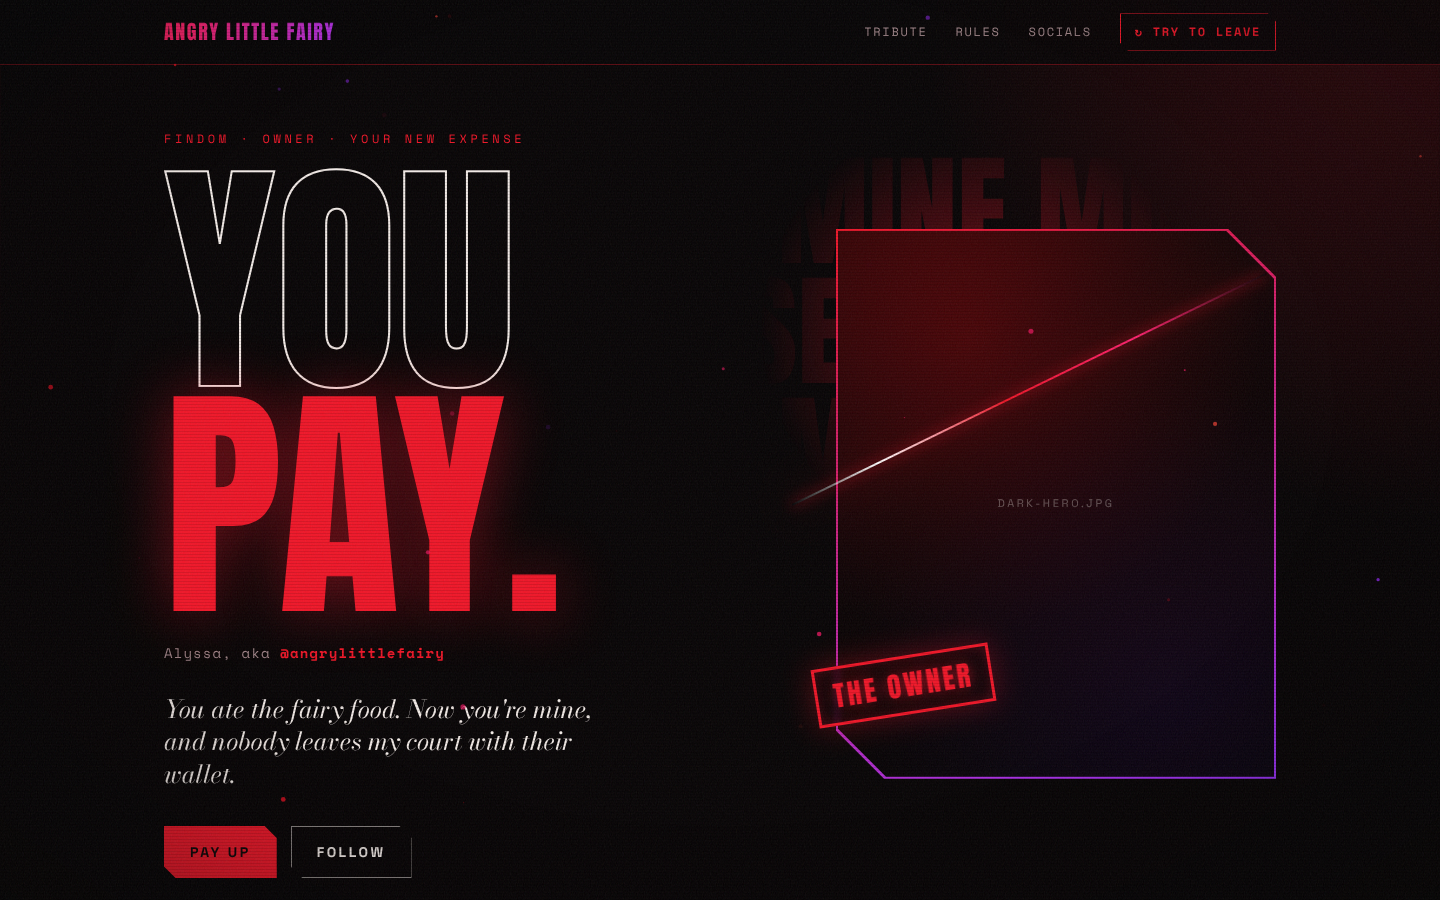 ANGRY LITTLE FAIRY
TRIBUTE
RULES
SOCIALS
↻ TRY TO LEAVE
FINDOM · OWNER · YOUR NEW EXPENSE
YOU
PAY.
Alyssa, aka @angrylittlefairy
You ate the fairy food. Now you're mine,
and nobody leaves my court with their
wallet.
PAY UP
FOLLOW
MINE M
SE
DARK-HERO.JPG
THE OWNER